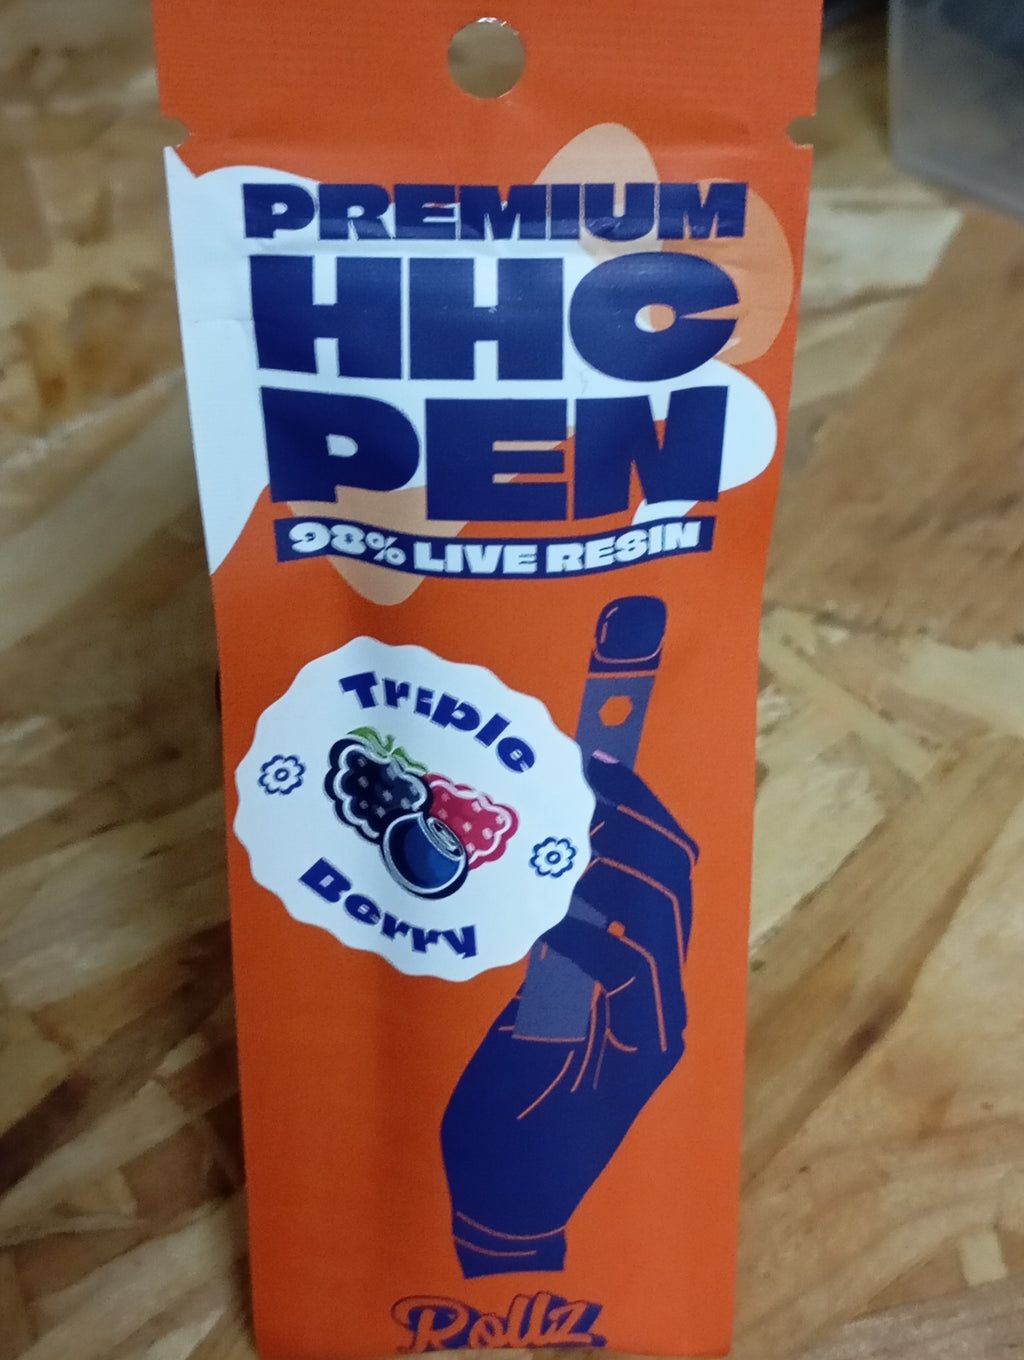 PREMIUM
HHC
PEN
98% LIVE RESIN
Triple
Berry
Rollz